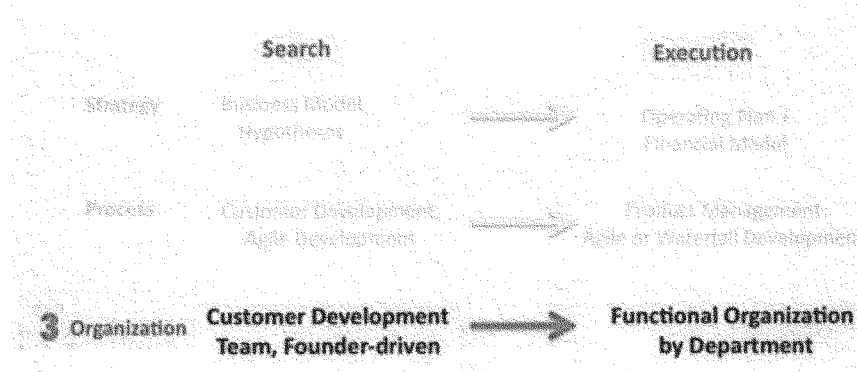 Search Execution
Strategy Business Model Hypotheses Operating Plan + Financial Model
Process Customer Development, Agile Development Product Management Agile or Waterfall Development
3 Organization Customer Development Team, Founder-driven Functional Organization by Department